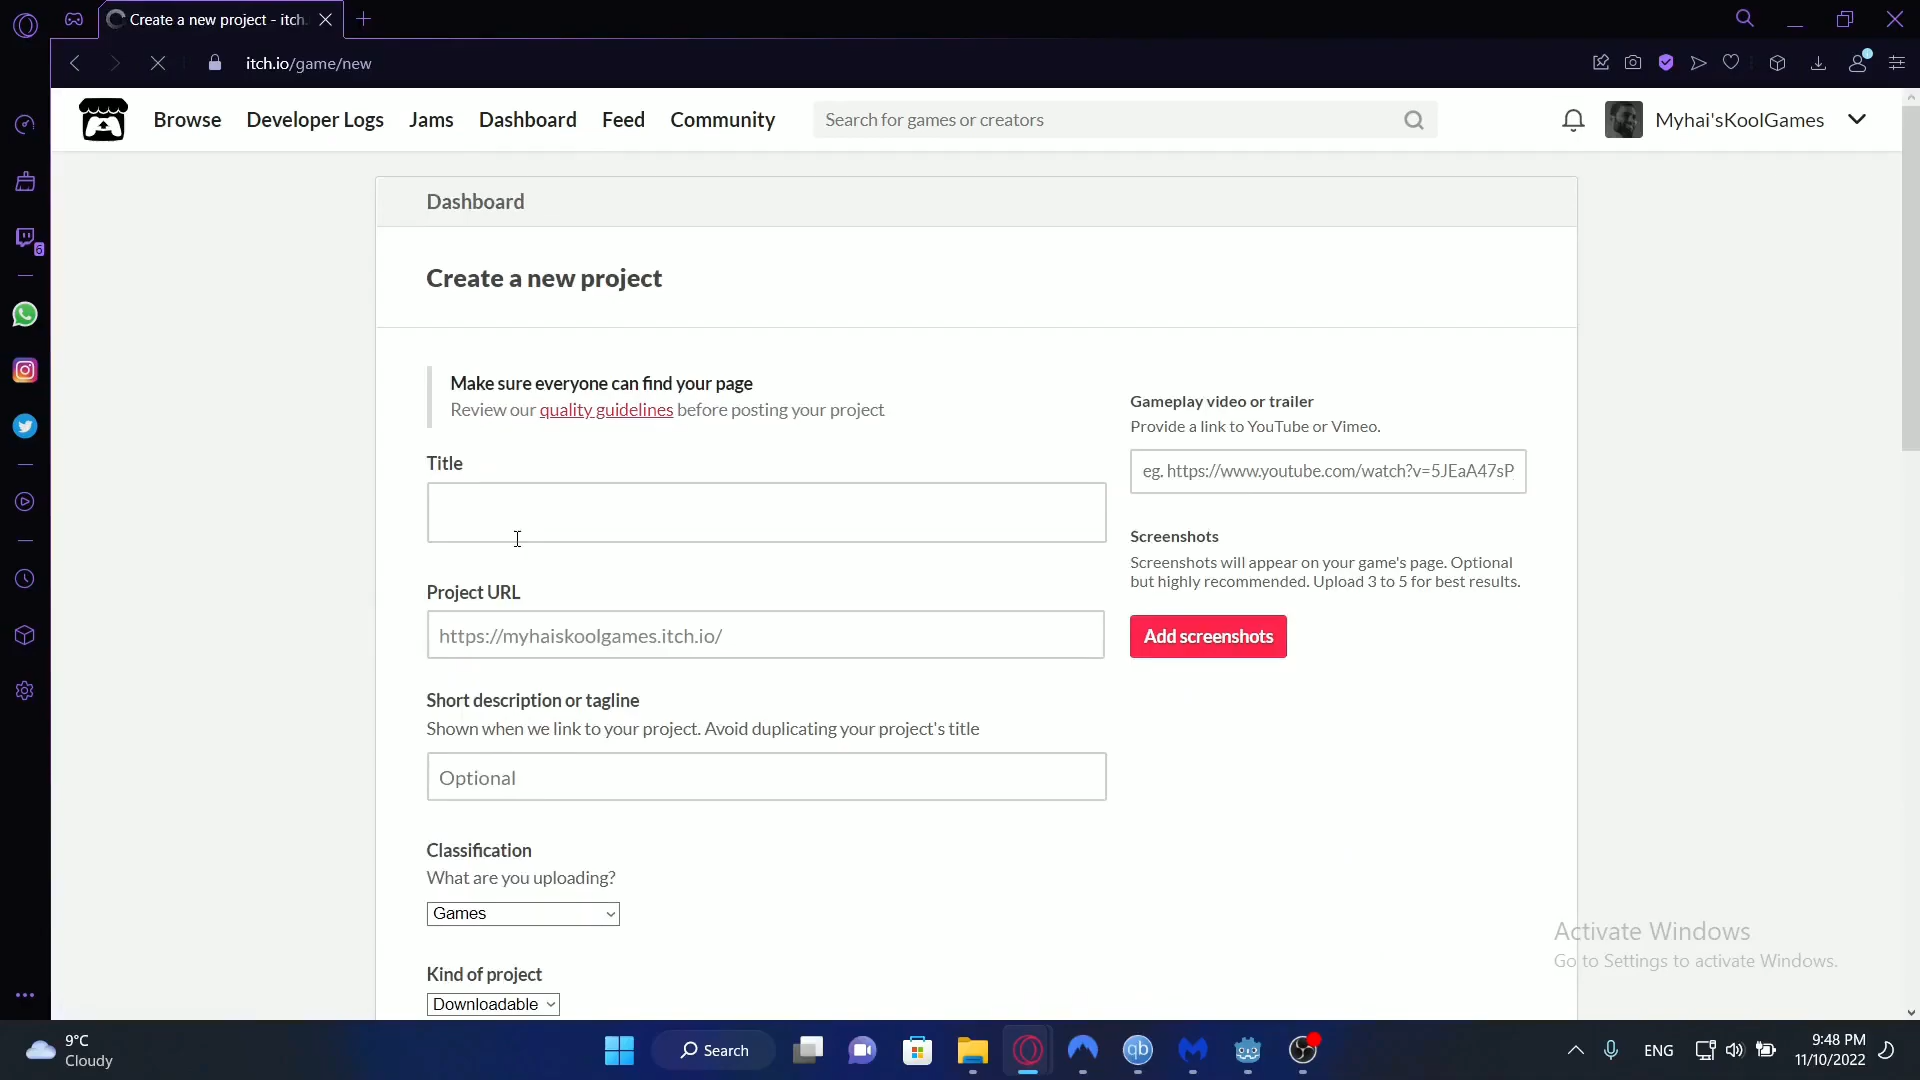 Create a new project - itch.
itch.io/game/new
Browse
Developer Logs
Jams
Dashboard
Feed
Community
Search for games or creators
Myhai'sKoolGames
Dashboard
Create a new project
Make sure everyone can find your page
Review our quality guidelines before posting your project
Title
Project URL
https://myhaiskoolgames.itch.io/
Short description or tagline
Shown when we link to your project. Avoid duplicating your project's title
Optional
Classification
What are you uploading?
Games
Kind of project
Downloadable
Gameplay video or trailer
Provide a link to YouTube or Vimeo.
eg. https://www.youtube.com/watch?v=5JEaA47sP
Screenshots
Screenshots will appear on your game's page. Optional
but highly recommended. Upload 3 to 5 for best results.
Add screenshots
Activate Windows
Go to Settings to activate Windows.
9°C
Cloudy
Search
qb
ENG
9:48 PM
11/10/2022